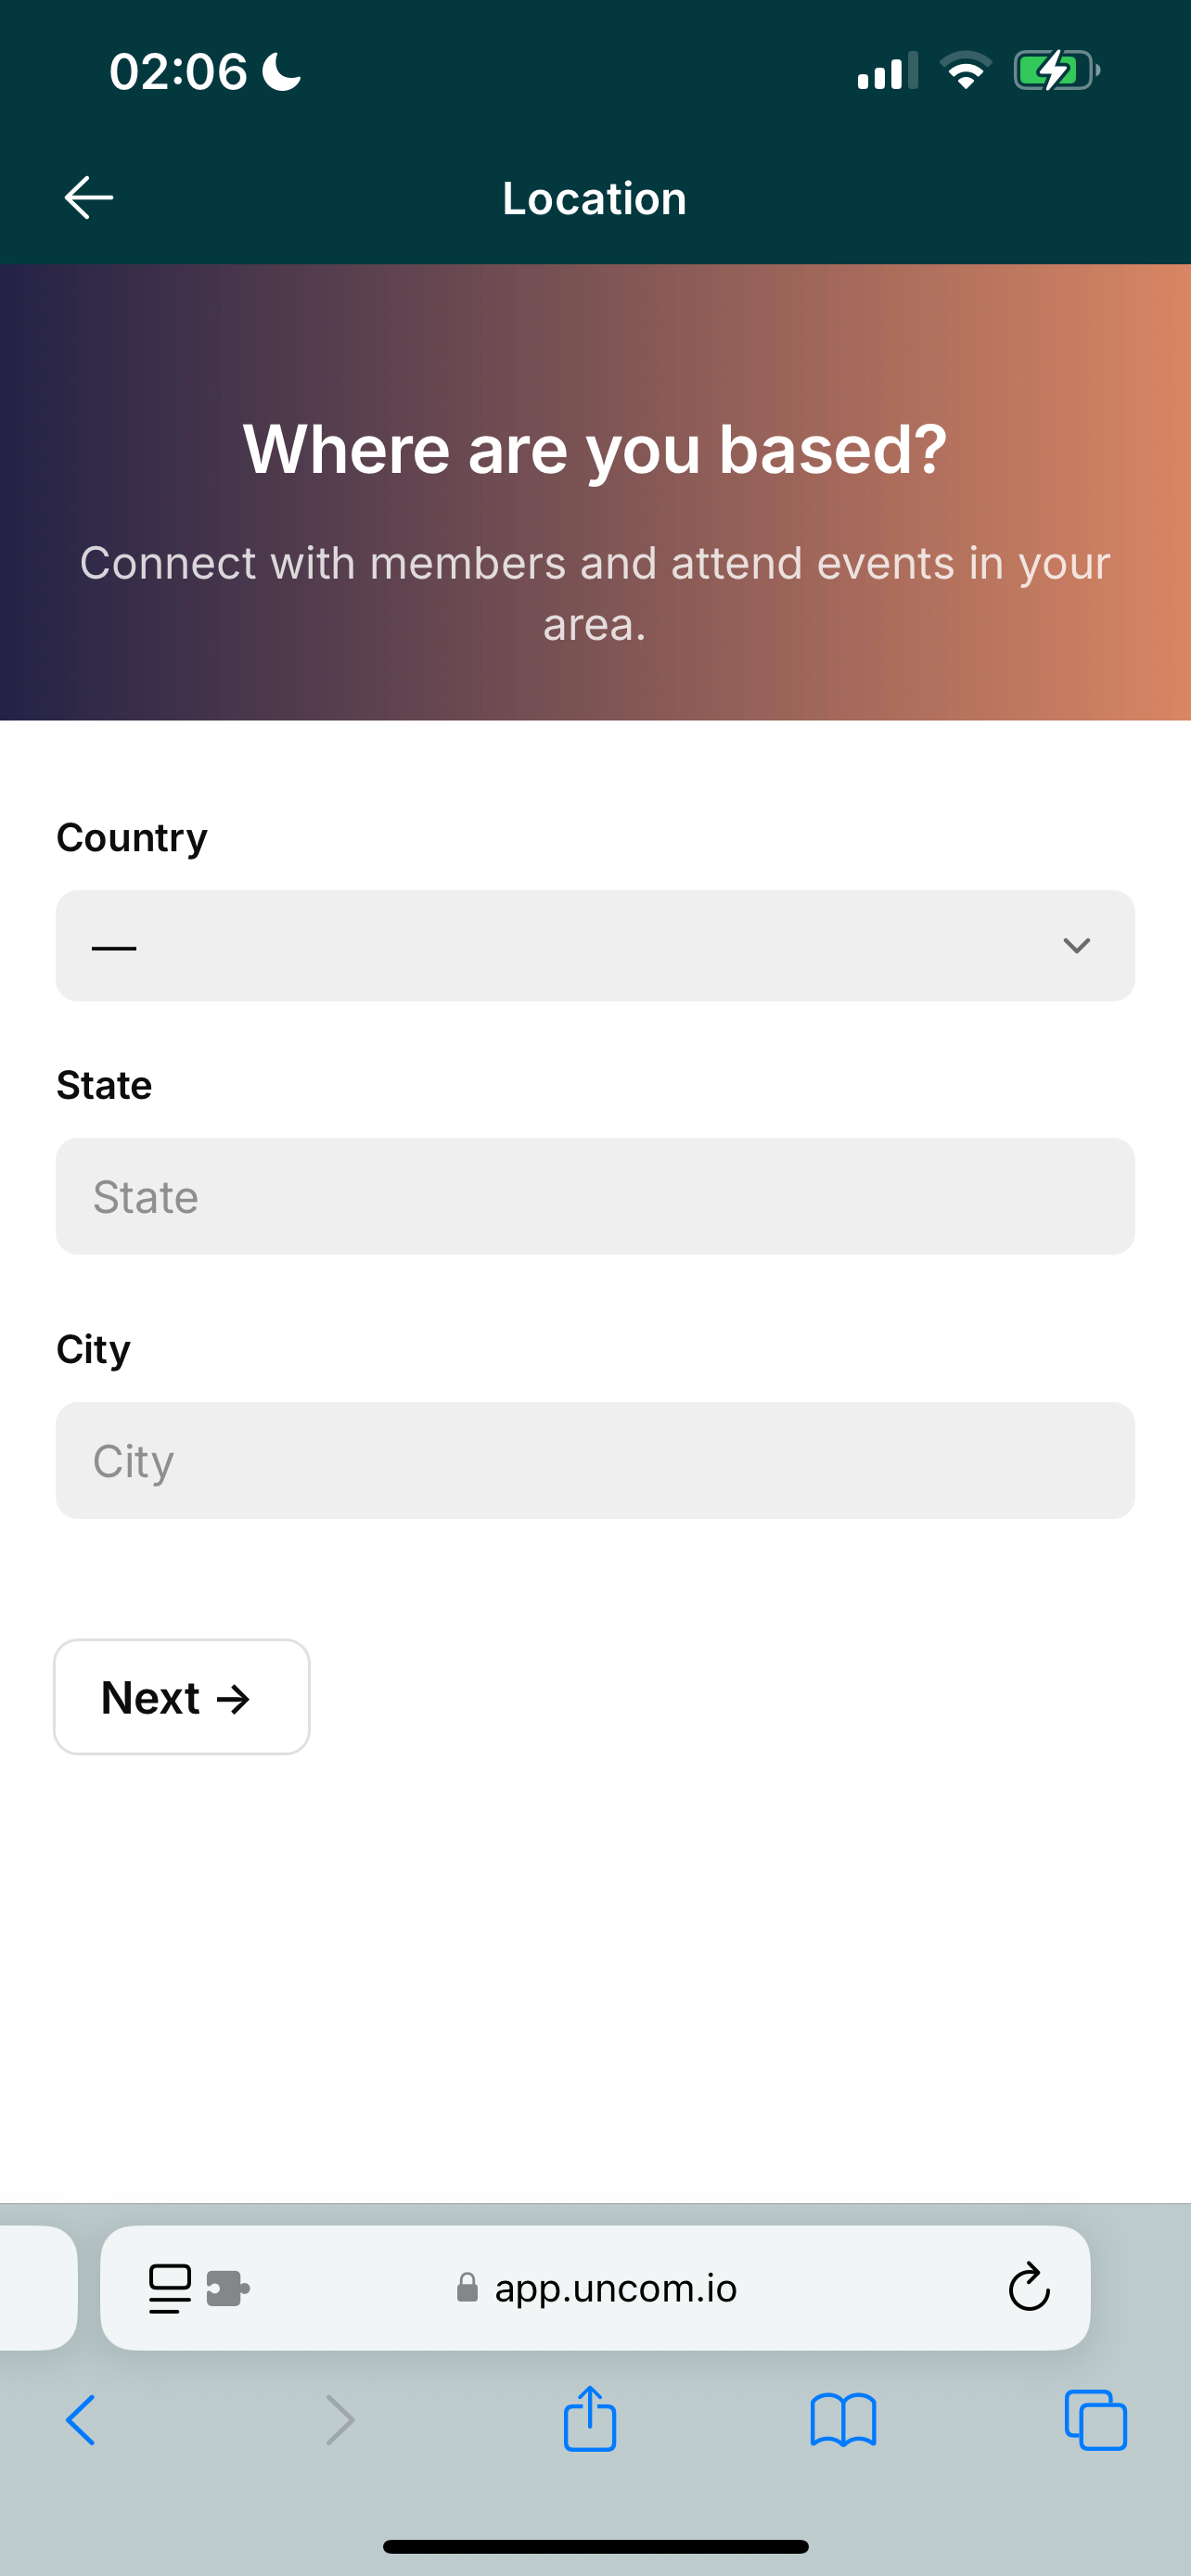 02:06
Location
Where are you based?
Connect with members and attend events in your
area.
Country
—
State
State
City
City
Next →
app.uncom.io